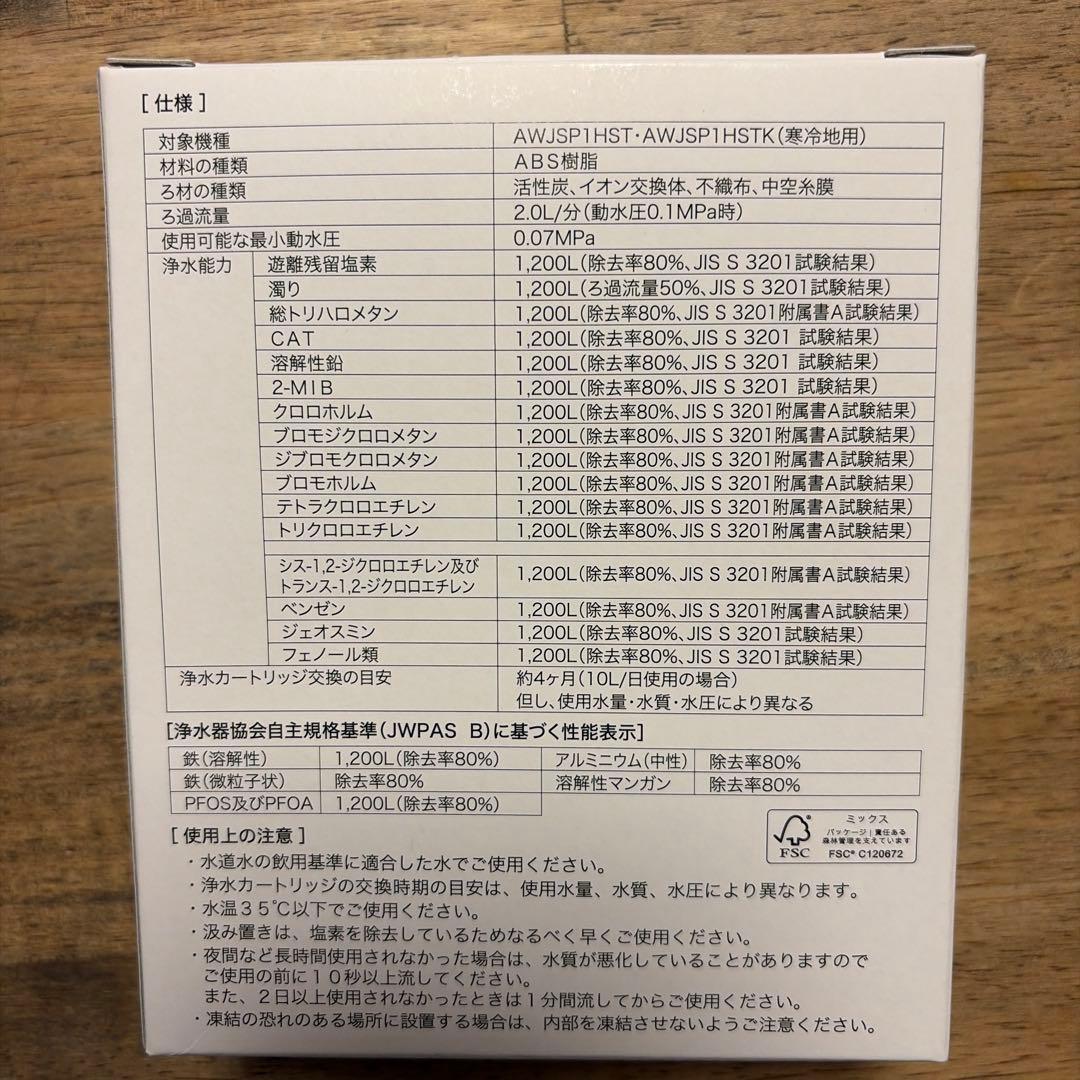 [ 仕様 ]
対象機種 AWJSP1HST・AWJSP1HSTK(寒冷地用)
材料の種類 ABS樹脂
ろ材の種類 活性炭、イオン交換体、不織布、中空糸膜
ろ過流量 2.0L/分(動水圧0.1MPa時)
使用可能な最小動水圧 0.07MPa
浄水能力 遊離残留塩素 1,200L(除去率80%、JIS S 3201試験結果)
濁り 1,200L(ろ過流量50%、JIS S 3201試験結果)
総トリハロメタン 1,200L(除去率80%、JIS S 3201附属書A試験結果)
CAT 1,200L(除去率80%、JIS S 3201 試験結果)
溶解性鉛 1,200L(除去率80%、JIS S 3201 試験結果)
2-MIB 1,200L(除去率80%、JIS S 3201 試験結果)
クロロホルム 1,200L(除去率80%、JIS S 3201附属書A試験結果)
ブロモジクロロメタン 1,200L(除去率80%、JIS S 3201附属書A試験結果)
ジブロモクロロメタン 1,200L(除去率80%、JIS S 3201附属書A試験結果)
ブロモホルム 1,200L(除去率80%、JIS S 3201附属書A試験結果)
テトラクロロエチレン 1,200L(除去率80%、JIS S 3201附属書A試験結果)
トリクロロエチレン 1,200L(除去率80%、JIS S 3201附属書A試験結果)
シス-1,2-ジクロロエチレン及び
トランス-1,2-ジクロロエチレン 1,200L(除去率80%、JIS S 3201附属書A試験結果)
ベンゼン 1,200L(除去率80%、JIS S 3201附属書A試験結果)
ジェオスミン 1,200L(除去率80%、JIS S 3201試験結果)
フェノール類 1,200L(除去率80%、JIS S 3201試験結果)
浄水カートリッジ交換の目安 約4ヶ月(10L/日使用の場合)
但し、使用水量・水質・水圧により異なる
[浄水器協会自主規格基準(JWPAS B)に基づく性能表示]
鉄(溶解性) 1,200L(除去率80%) アルミニウム(中性) 除去率80%
鉄(微粒子状) 除去率80% 溶解性マンガン 除去率80%
PFOS及びPFOA 1,200L(除去率80%)
[ 使用上の注意 ]
・水道水の飲用基準に適合した水でご使用ください。
・浄水カートリッジの交換時期の目安は、使用水量、水質、水圧により異なります。
・水温35℃以下でご使用ください。
・汲み置きは、塩素を除去しているためなるべく早くご使用ください。
・夜間など長時間使用されなかった場合は、水質が悪化していることがありますので
ご使用の前に10秒以上流してください。
また、2日以上使用されなかったときは1分間流してからご使用ください。
・凍結の恐れのある場所に設置する場合は、内部を凍結させないようご注意ください。
FSC
ミックス
パッケージ|責任ある
森林管理を支えています
FSC® C120672